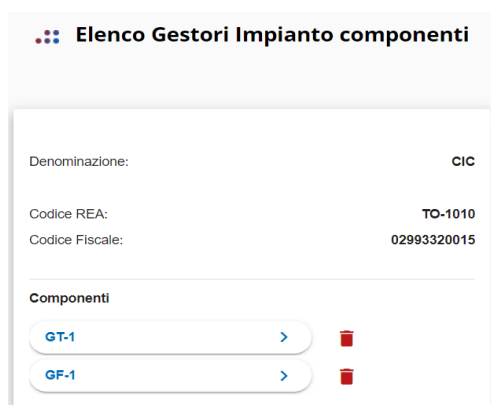 Elenco Gestori Impianto componenti
Denominazione: CIC
Codice REA: TO-1010
Codice Fiscale: 02993320015
Componenti
GT-1
GF-1